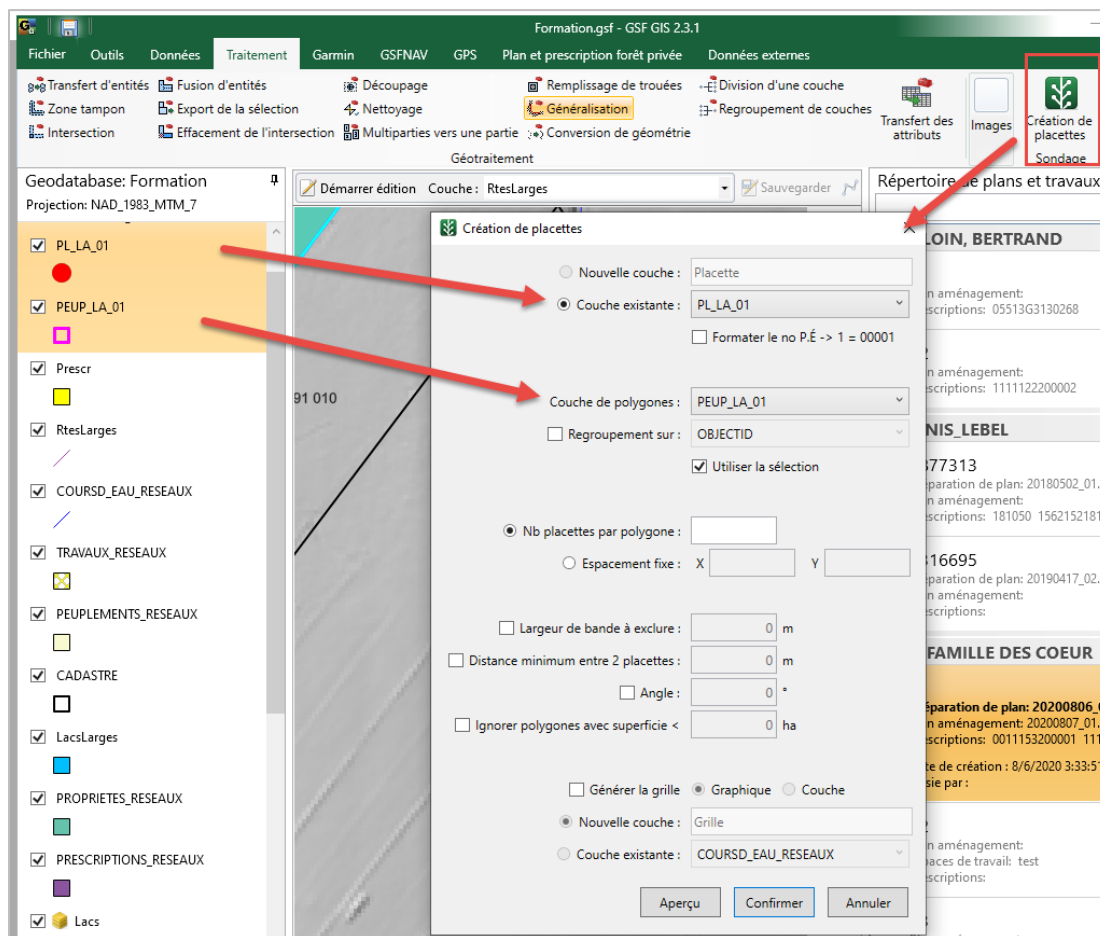 Formation.gsf - GSF GIS 2.3.1
Fichier Outils Données Traitement Garmin GSFNAV GPS Plan et prescription forêt privée Données externes
Transfert d'entités Fusion d'entités Découpage Remplissage de trouées Division d'une couche
Zone tampon Export de la sélection Nettoyage Généralisation Regroupement de couches
Intersection Effacement de l'intersection Multiparties vers une partie Conversion de géométrie
Transfert des attributs
Images
Création de placettes
Géotraitement
Sondage
Geodatabase: Formation
Projection: NAD_1983_MTM_7
PL_LA_01
PEUP_LA_01
Prescr
RtesLarges
COURSD_EAU_RESEAUX
TRAVAUX_RESEAUX
PEUPLEMENTS_RESEAUX
CADASTRE
LacsLarges
PROPRIETES_RESEAUX
PRESCRIPTIONS_RESEAUX
Lacs
Démarrer édition Couche : RtesLarges Sauvegarder
91 010
Création de placettes
Nouvelle couche : Placette
Couche existante : PL_LA_01
Formater le no P.É -> 1 = 00001
Couche de polygones : PEUP_LA_01
Regroupement sur : OBJECTID
Utiliser la sélection
Nb placettes par polygone :
Espacement fixe : X Y
Largeur de bande à exclure : 0 m
Distance minimum entre 2 placettes : 0 m
Angle : 0 °
Ignorer polygones avec superficie < 0 ha
Générer la grille Graphique Couche
Nouvelle couche : Grille
Couche existante : COURSD_EAU_RESEAUX
Aperçu Confirmer Annuler
Répertoire de plans et travaux
LOIN, BERTRAND
n aménagement:
escriptions: 05513G3130268
n aménagement:
escriptions: 1111122200002
NIS_LEBEL
377313
éparation de plan: 20180502_01.
n aménagement:
escriptions: 181050 1562152181
316695
éparation de plan: 20190417_02.
n aménagement:
escriptions:
FAMILLE DES COEUR
éparation de plan: 20200806_0
n aménagement: 20200807_01.
escriptions: 0011153200001 111
te de création : 8/6/2020 3:33:51
sie par :
n aménagement:
paces de travail: test
escriptions: